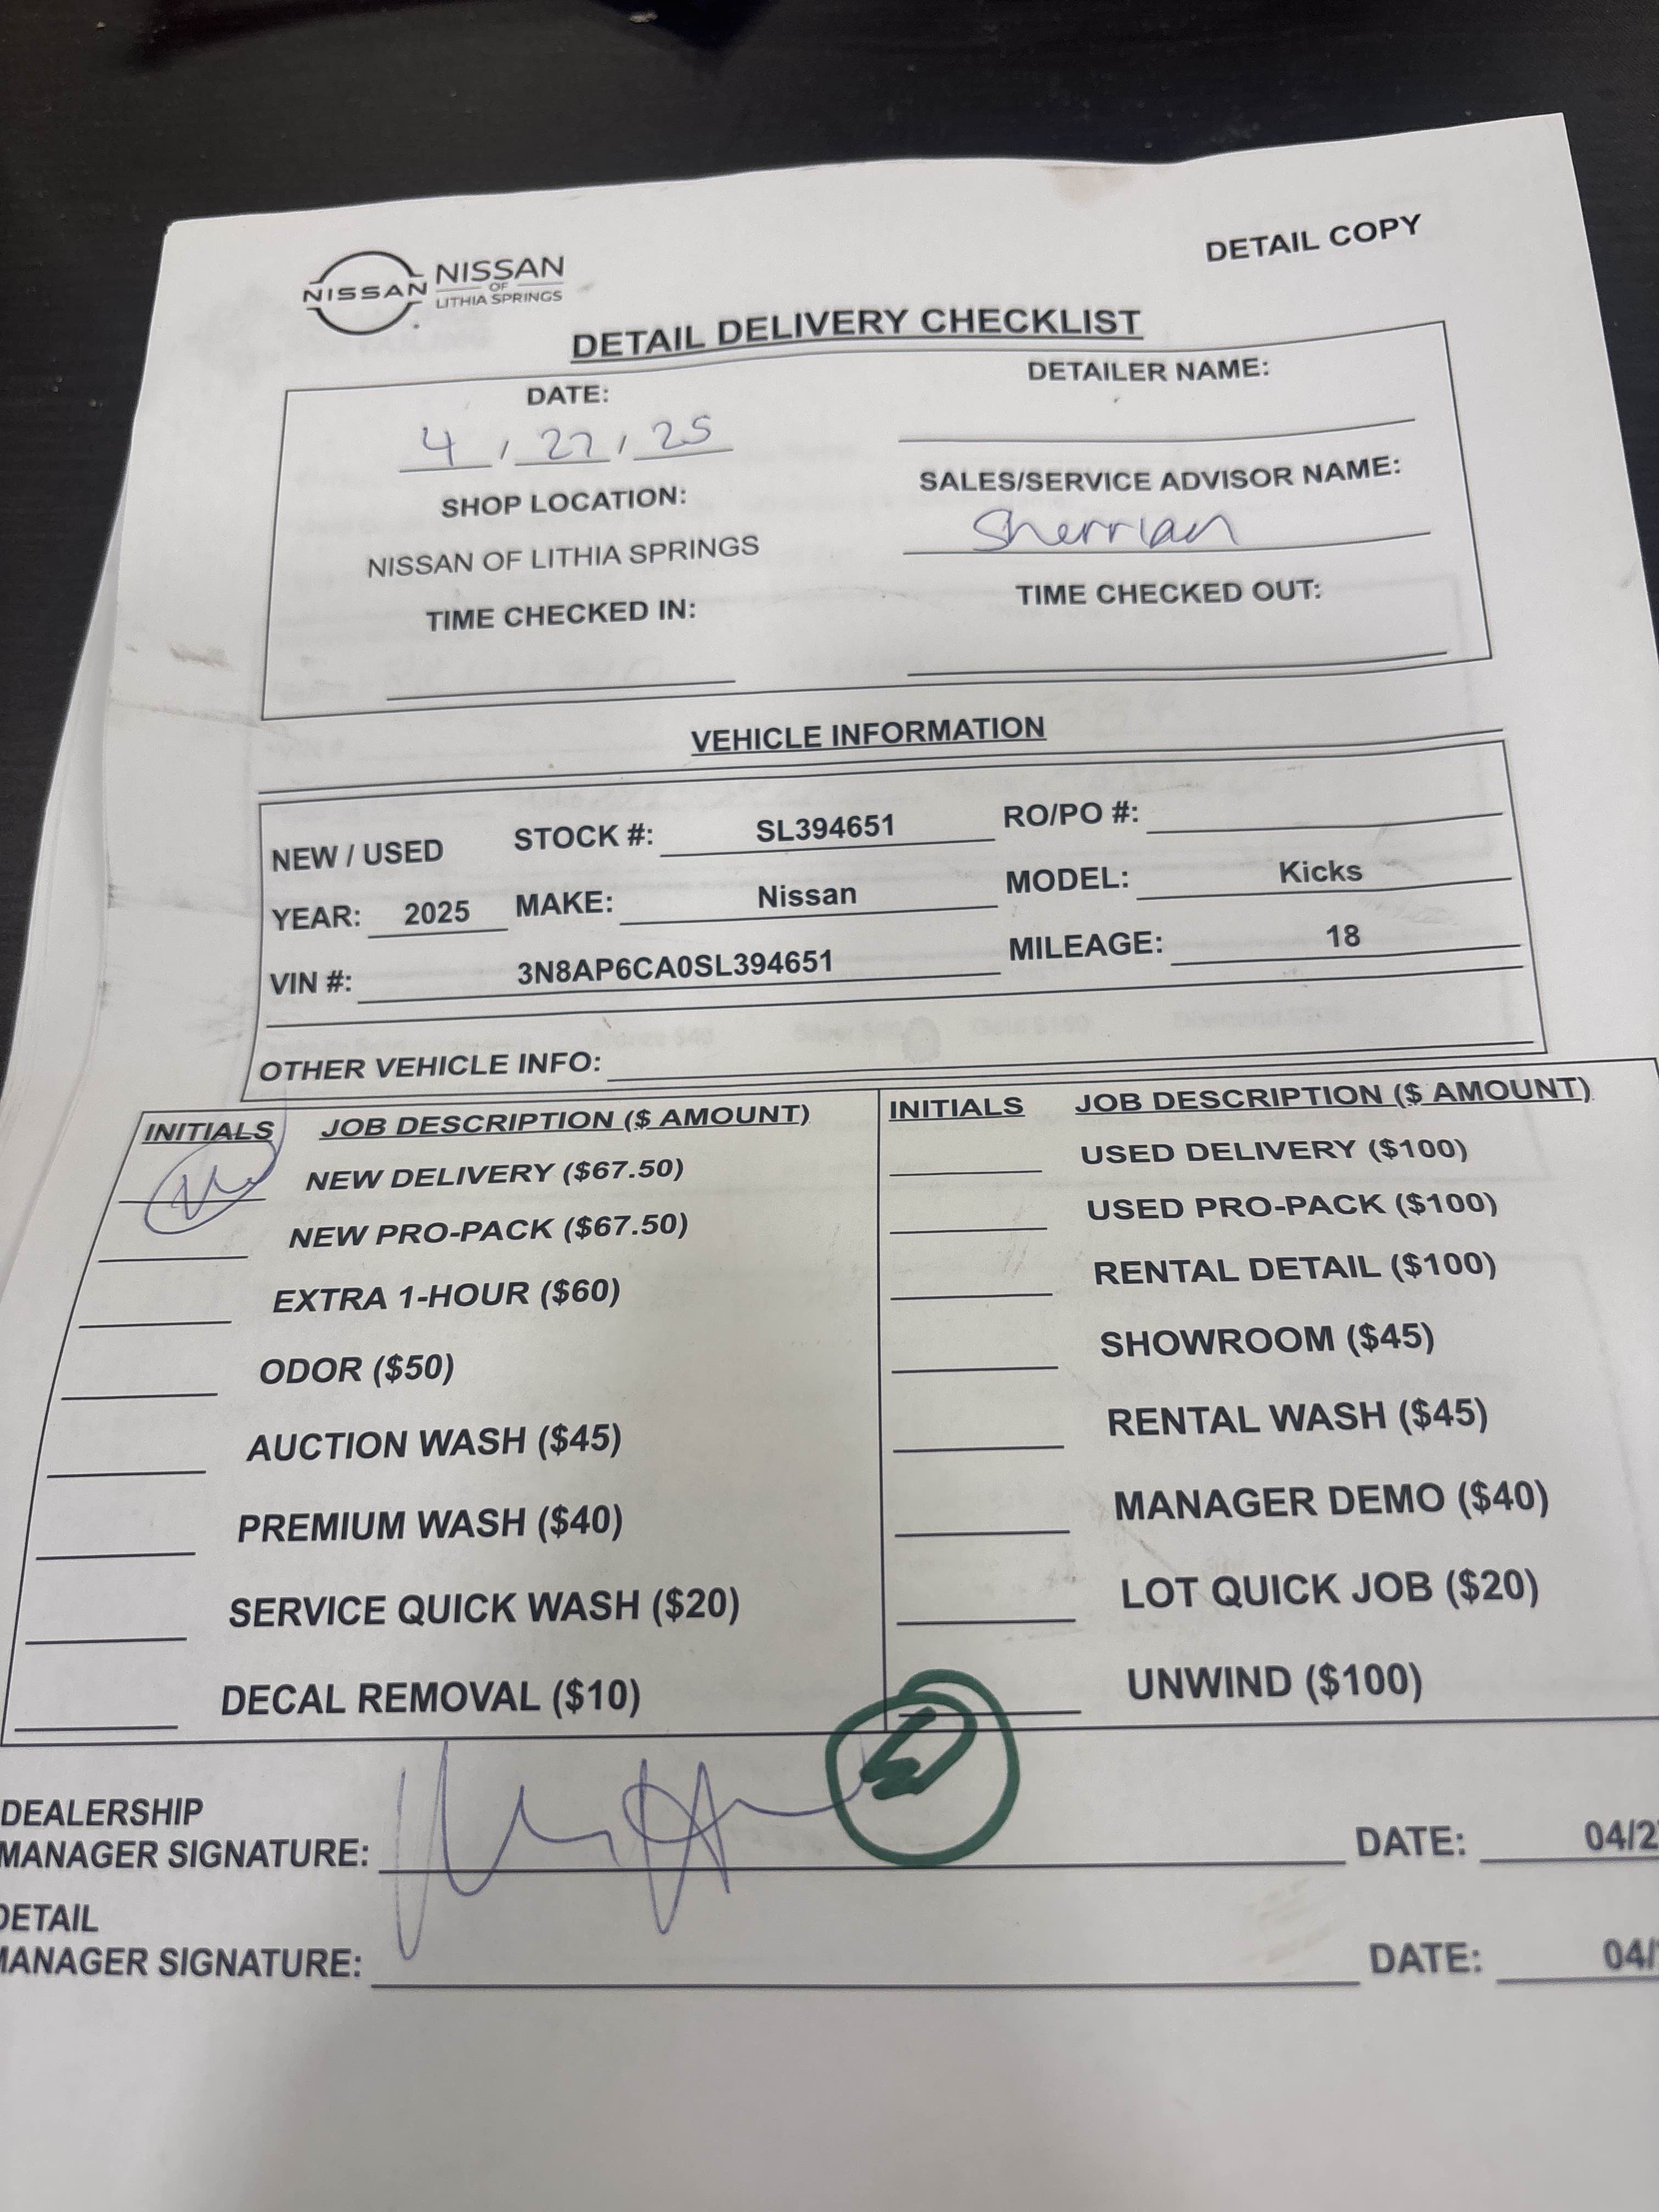 DETAIL COPY
NISSAN NISSAN
OF
LITHIA SPRINGS
DETAIL DELIVERY CHECKLIST
DATE: DETAILER NAME:
4 / 27 / 25
SHOP LOCATION: SALES/SERVICE ADVISOR NAME:
NISSAN OF LITHIA SPRINGS Sherrian
TIME CHECKED IN: TIME CHECKED OUT:
VEHICLE INFORMATION
NEW / USED STOCK #: SL394651 RO/PO #:
YEAR: 2025 MAKE: Nissan MODEL: Kicks
VIN #: 3N8AP6CA0SL394651 MILEAGE: 18
OTHER VEHICLE INFO:
INITIALS JOB DESCRIPTION ($ AMOUNT) INITIALS JOB DESCRIPTION ($ AMOUNT)
NEW DELIVERY ($67.50) USED DELIVERY ($100)
NEW PRO-PACK ($67.50) USED PRO-PACK ($100)
EXTRA 1-HOUR ($60) RENTAL DETAIL ($100)
ODOR ($50) SHOWROOM ($45)
AUCTION WASH ($45) RENTAL WASH ($45)
PREMIUM WASH ($40) MANAGER DEMO ($40)
SERVICE QUICK WASH ($20) LOT QUICK JOB ($20)
DECAL REMOVAL ($10) UNWIND ($100)
DEALERSHIP
MANAGER SIGNATURE: DATE: 04/2
DETAIL
MANAGER SIGNATURE: DATE: 04/